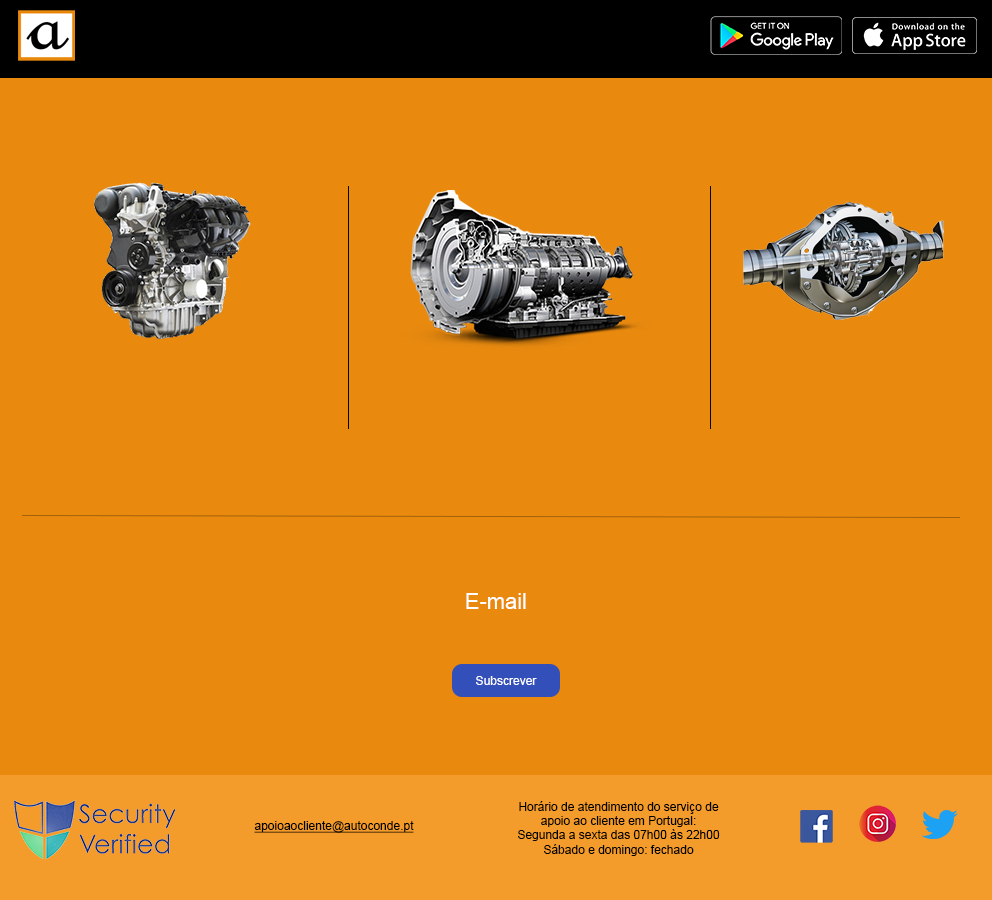 a
GET IT ON
Google Play
Download on the
App Store
E-mail
Subscrever
Security
Verified
apoioaocliente@autoconde.pt
Horário de atendimento do serviço de
apoio ao cliente em Portugal:
Segunda a sexta das 07h00 às 22h00
Sábado e domingo: fechado